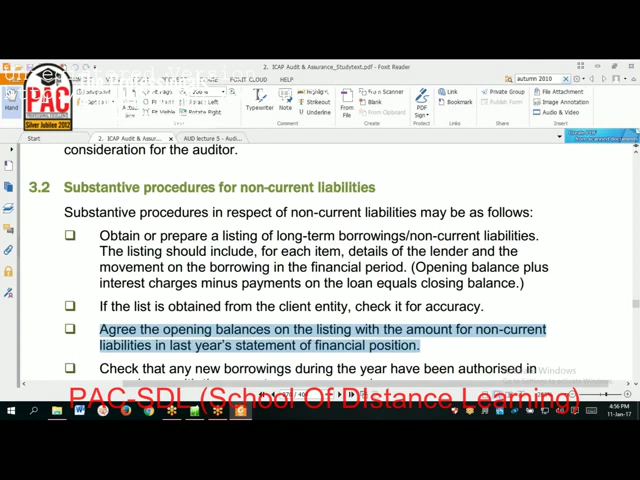 2. ICAP Audit & Assurance_Studytext.pdf - Foxit Reader
FOXIT CLOUD HELP
autumn 2010
PAC
Silver Jubilee 2012
Hand
Typewriter
Note
Highlight
Strikeout
Underline
From File
Bitmap
Blank
From Clipboard
PDF Sign
Link
Bookmark
Private Group
File Attachment
Image Annotation
Audio & Video
Comment
Create
Protect
Links
Insert
Start
2. ICAP Audit & Assura...
AUD lecture 5 - Audi...
consideration for the auditor.
3.2 Substantive procedures for non-current liabilities
Substantive procedures in respect of non-current liabilities may be as follows:
Obtain or prepare a listing of long-term borrowings/non-current liabilities.
The listing should include, for each item, details of the lender and the
movement on the borrowing in the financial period. (Opening balance plus
interest charges minus payments on the loan equals closing balance.)
If the list is obtained from the client entity, check it for accuracy.
Agree the opening balances on the listing with the amount for non-current
liabilities in last year's statement of financial position.
Check that any new borrowings during the year have been authorised in
PAC-SDL (School Of Distance Learning)
4:56 PM
11-Jan-17